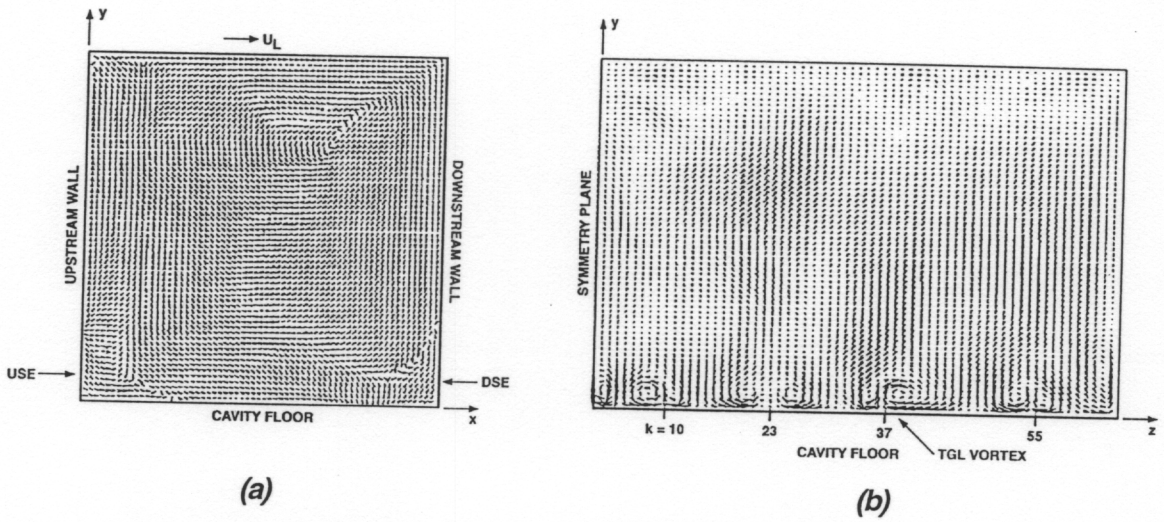 y
U_L
UPSTREAM WALL
DOWNSTREAM WALL
USE
DSE
CAVITY FLOOR
x
(a)
y
SYMMETRY PLANE
k = 10
23
37
55
z
CAVITY FLOOR
TGL VORTEX
(b)